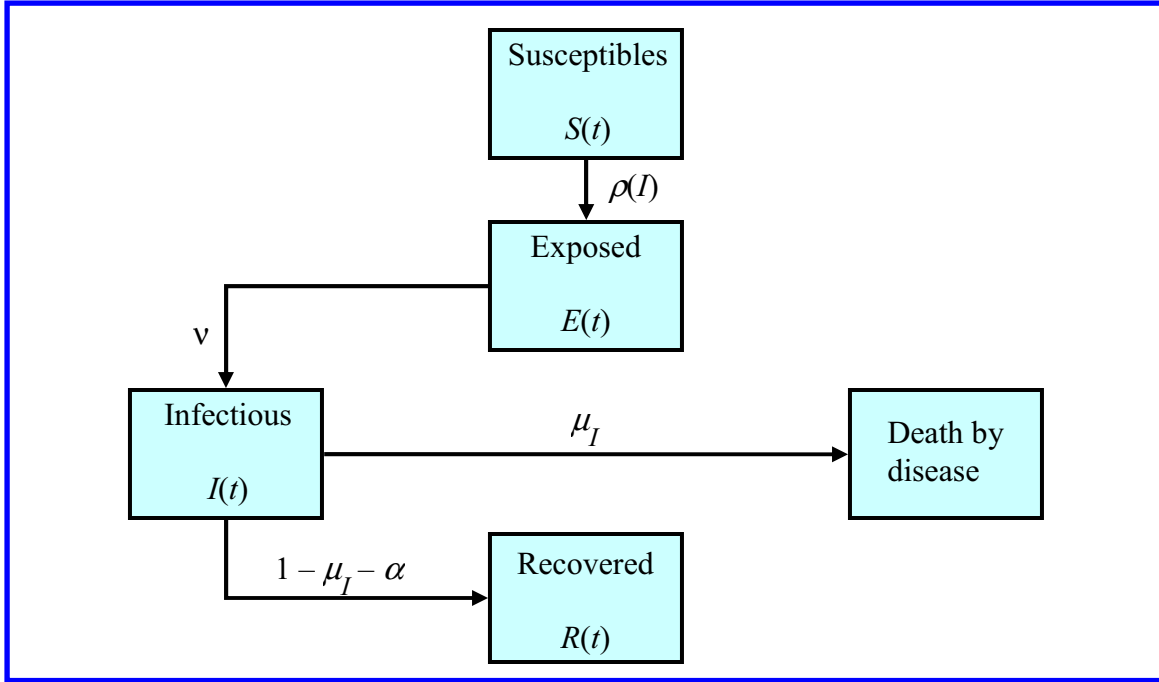 Susceptibles
S(t)
ρ(I)
Exposed
E(t)
ν
Infectious
I(t)
μ_I
Death by
disease
1 – μ_I – α
Recovered
R(t)